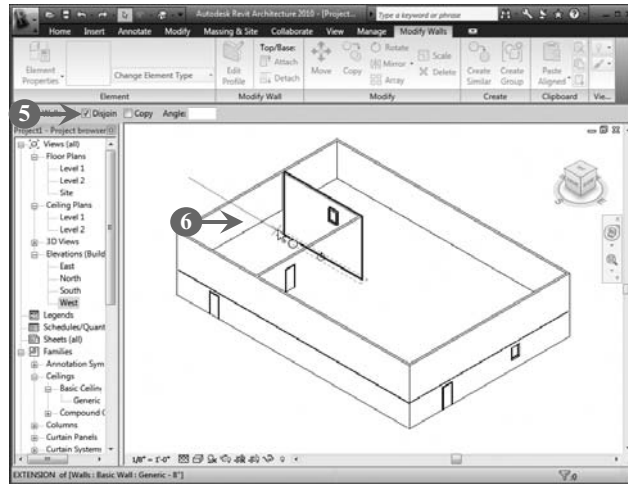 Autodesk Revit Architecture 2010 - [Project...
Type a keyword or phrase
Home Insert Annotate Modify Massing & Site Collaborate View Manage Modify Walls
Element Properties
Change Element Type
Edit Profile
Top/Base:
Attach
Detach
Move
Copy
Rotate
Mirror
Array
Scale
Delete
Create Similar
Create Group
Paste Aligned
Element Modify Wall Modify Create Clipboard Vie...
5
Disjoin Copy Angle:
Project1 - Project browser
Views (all)
Floor Plans
Level 1
Level 2
Site
Ceiling Plans
Level 1
Level 2
3D Views
Elevations (Build
East
North
South
West
Legends
Schedules/Quant
Sheets (all)
Families
Annotation Sym
Ceilings
Basic Ceilin
Generic
Compound C
Columns
Curtain Panels
Curtain Systems
6
1/8" = 1'-0"
EXTENSION of [Walls : Basic Wall : Generic - 8"]
:0